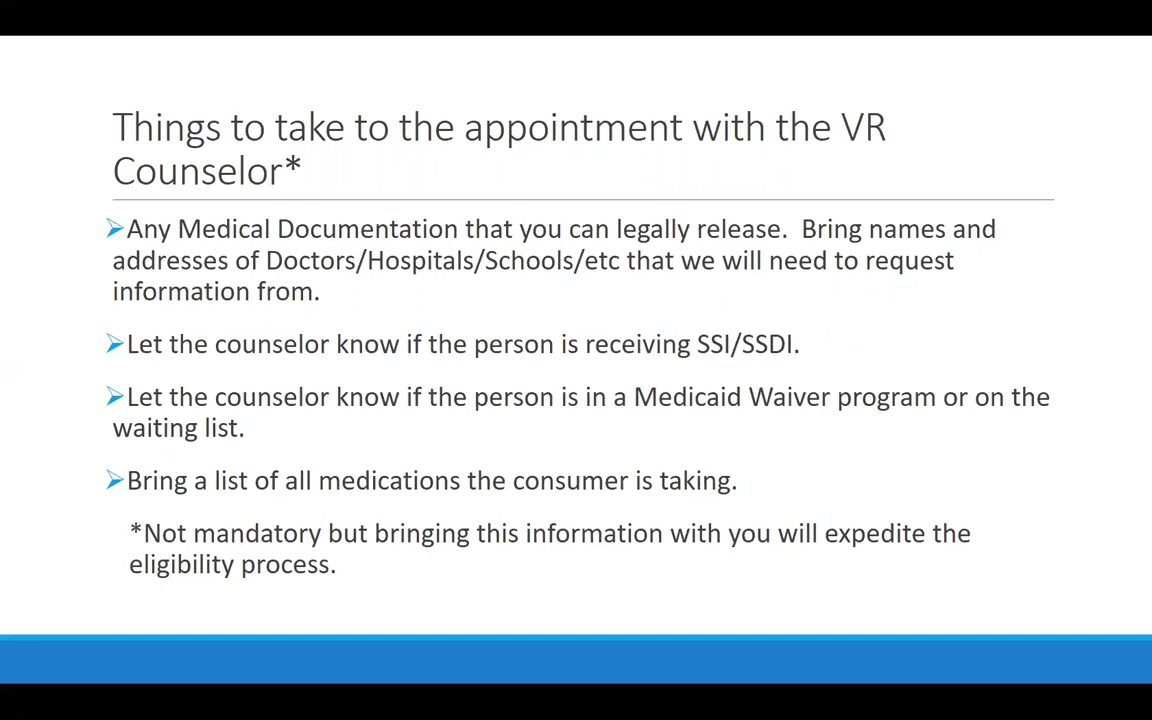 Things to take to the appointment with the VR
Counselor*
➢Any Medical Documentation that you can legally release.  Bring names and
addresses of Doctors/Hospitals/Schools/etc that we will need to request
information from.
➢Let the counselor know if the person is receiving SSI/SSDI.
➢Let the counselor know if the person is in a Medicaid Waiver program or on the
waiting list.
➢Bring a list of all medications the consumer is taking.
*Not mandatory but bringing this information with you will expedite the
eligibility process.